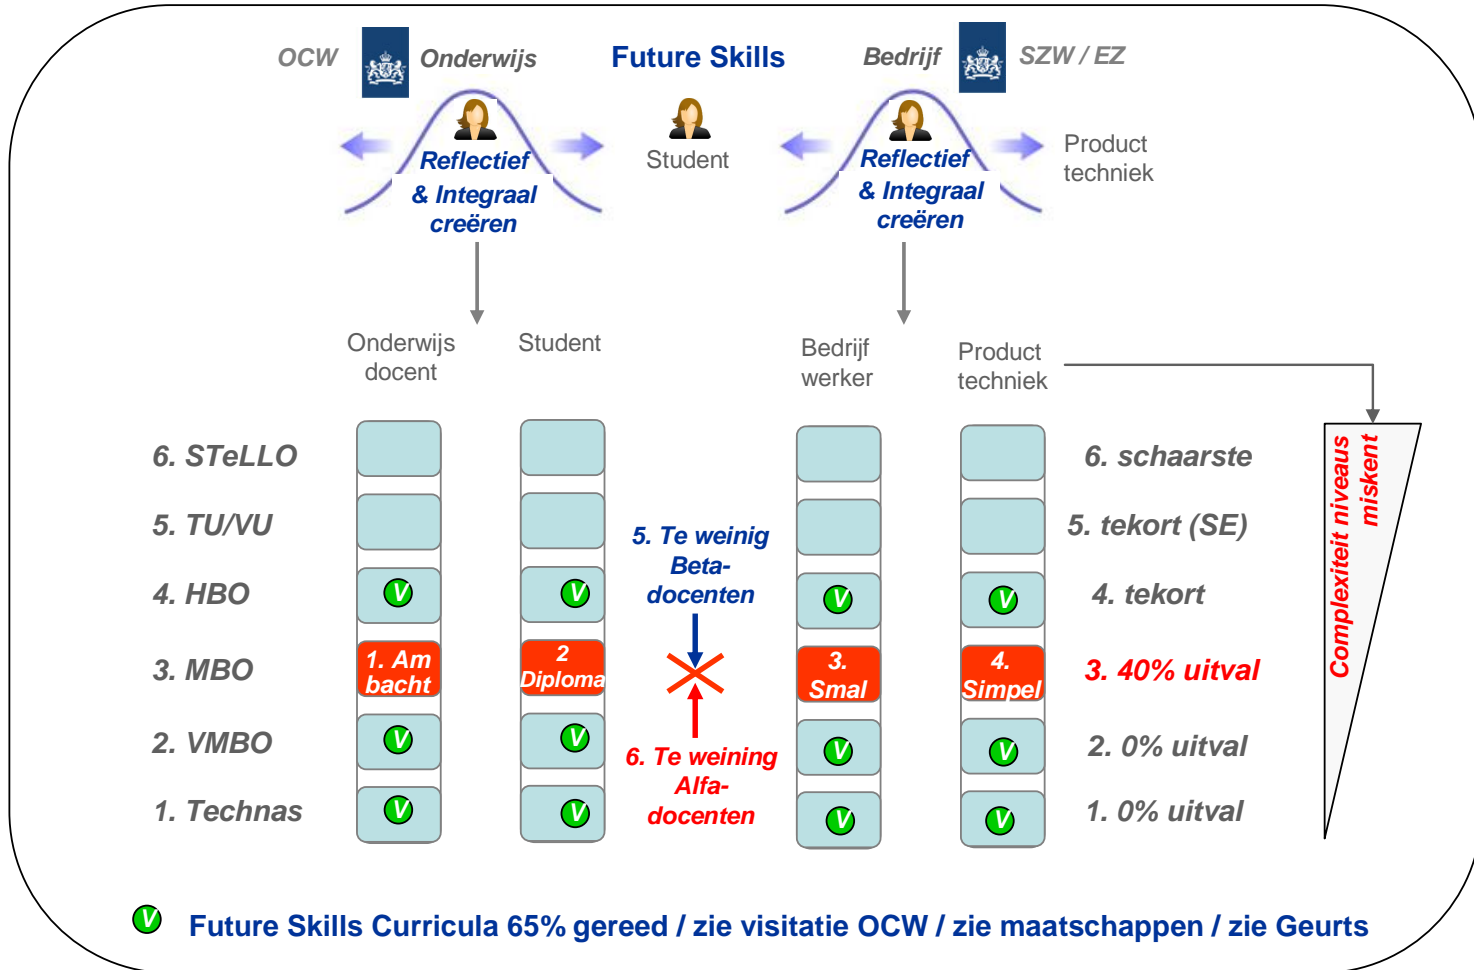 OCW
Onderwijs
Future Skills
Bedrijf
SZW / EZ
Reflectief
& Integraal
creëren
Student
Reflectief
& Integraal
creëren
Product
techniek
Onderwijs
docent
Student
Bedrijf
werker
Product
techniek
6. STeLLO
6. schaarste
5. TU/VU
5. tekort (SE)
4. HBO
V
V
V
V
4. tekort
3. MBO
1. Am
bacht
2
Diploma
3.
Smal
4.
Simpel
3. 40% uitval
2. VMBO
V
V
V
V
2. 0% uitval
1. Technas
V
V
V
V
1. 0% uitval
5. Te weinig
Beta-
docenten
6. Te weining
Alfa-
docenten
Complexiteit niveaus
miskent
V
Future Skills Curricula 65% gereed / zie visitatie OCW / zie maatschappen / zie Geurts